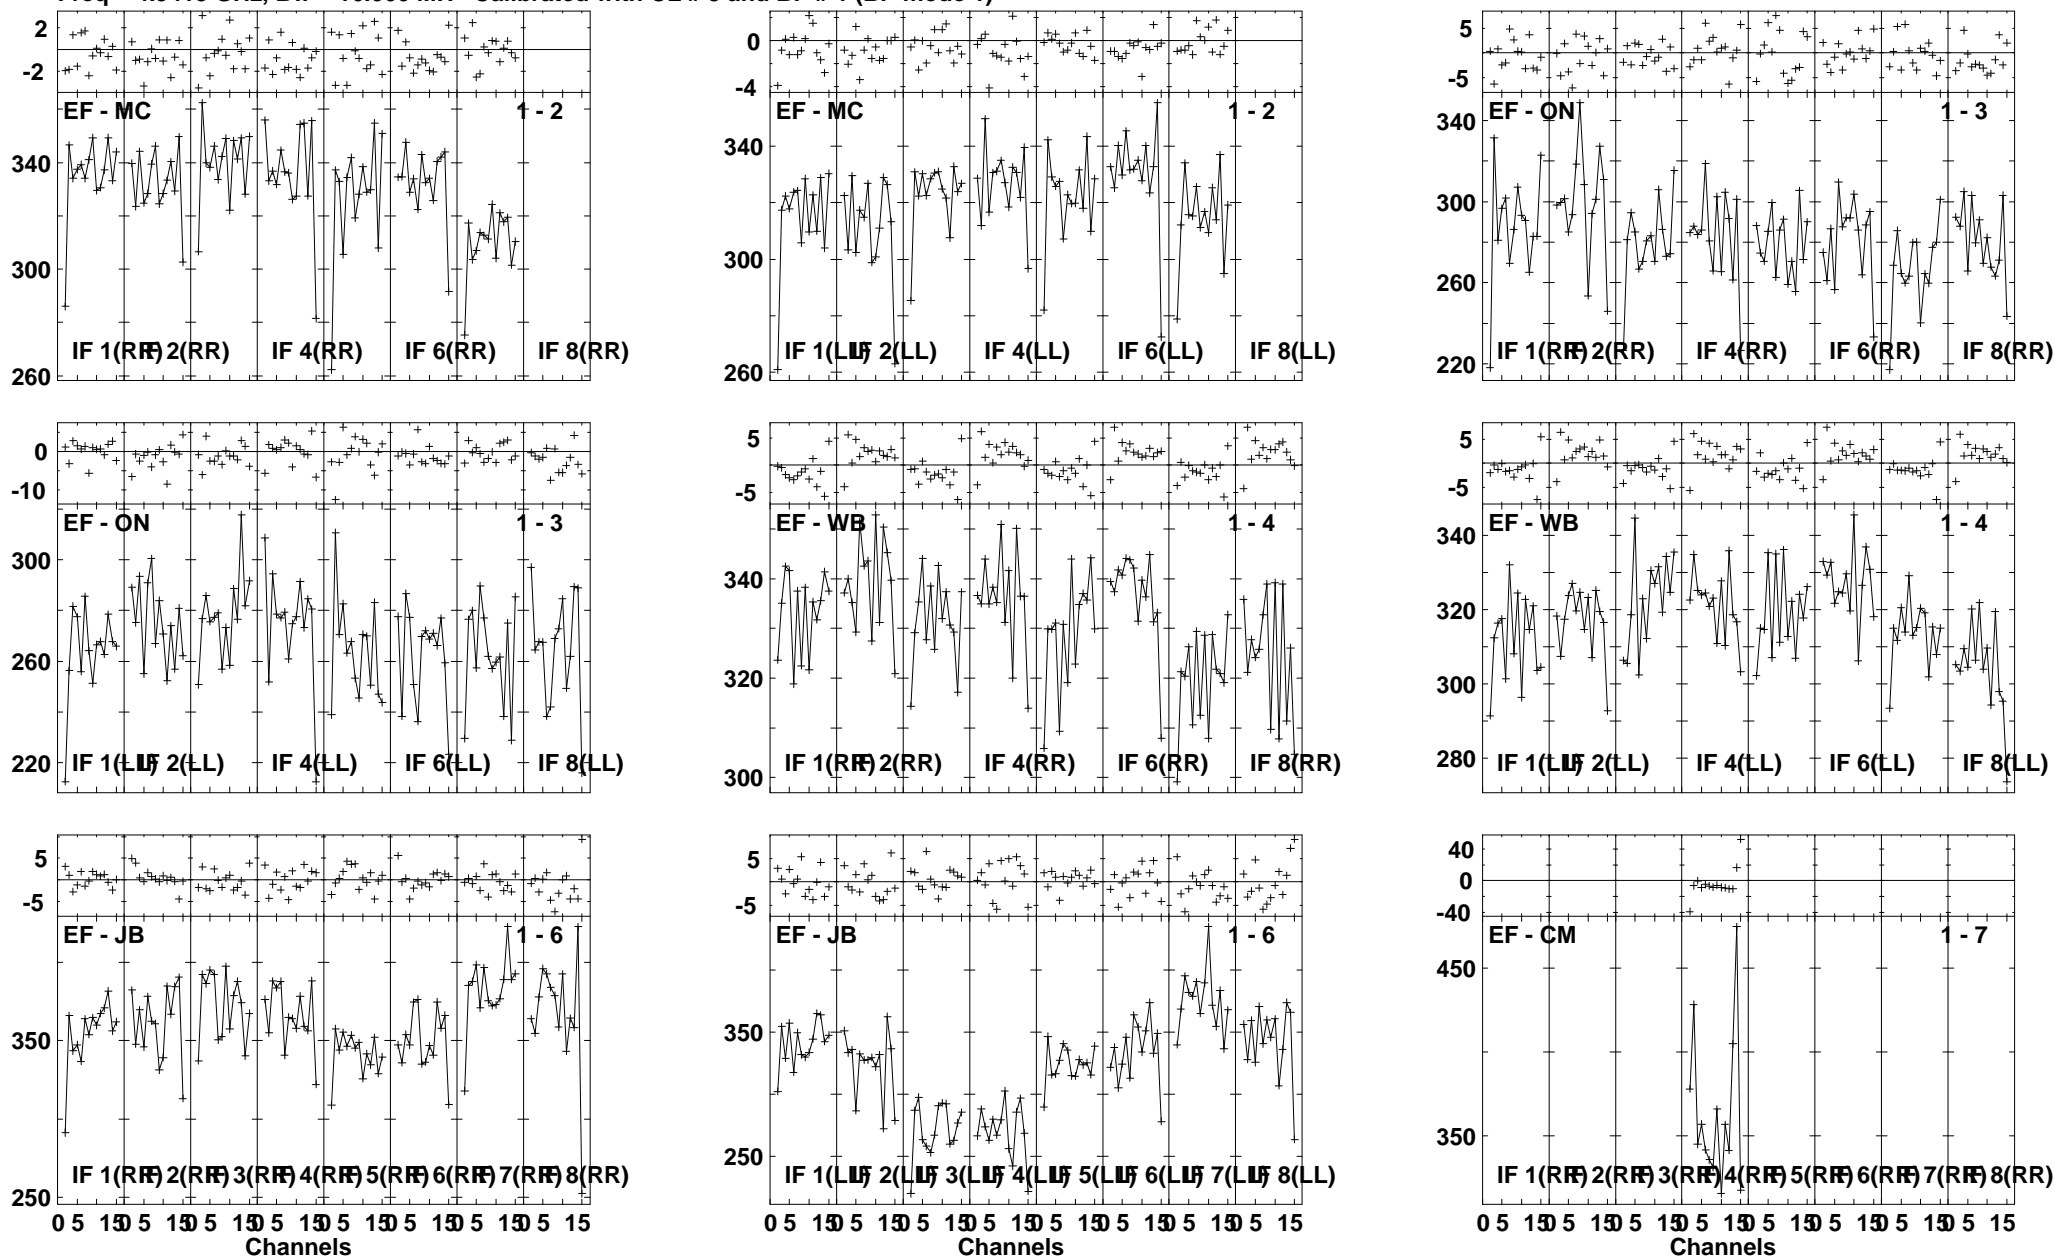 2
-2
EF - MC
1 - 2
340
300
260
IF 1(RR)
IF 2(RR)
IF 4(RR)
IF 6(RR)
IF 8(RR)
0
-4
EF - MC
1 - 2
340
300
260
IF 1(LL)
IF 2(LL)
IF 4(LL)
IF 6(LL)
IF 8(LL)
5
-5
EF - ON
1 - 3
340
300
260
220
IF 1(RR)
IF 2(RR)
IF 4(RR)
IF 6(RR)
IF 8(RR)
0
-10
EF - ON
1 - 3
300
260
220
IF 1(LL)
IF 2(LL)
IF 4(LL)
IF 6(LL)
IF 8(LL)
5
-5
EF - WB
1 - 4
340
320
300
IF 1(RR)
IF 2(RR)
IF 4(RR)
IF 6(RR)
IF 8(RR)
5
-5
EF - WB
1 - 4
340
320
300
280
IF 1(LL)
IF 2(LL)
IF 4(LL)
IF 6(LL)
IF 8(LL)
5
-5
EF - JB
1 - 6
350
250
IF 1(RR)
IF 2(RR)
IF 3(RR)
IF 4(RR)
IF 5(RR)
IF 6(RR)
IF 7(RR)
IF 8(RR)
0 5 15 0 5 15 0 5 15 0 5 15 0 5 15 0 5 15 0 5 15 0 5 15
Channels
5
-5
EF - JB
1 - 6
350
250
IF 1(LL)
IF 2(LL)
IF 3(LL)
IF 4(LL)
IF 5(LL)
IF 6(LL)
IF 7(LL)
IF 8(LL)
0 5 15 0 5 15 0 5 15 0 5 15 0 5 15 0 5 15 0 5 15 0 5 15
Channels
40
0
-40
EF - CM
1 - 7
450
350
IF 1(RR)
IF 2(RR)
IF 3(RR)
IF 4(RR)
IF 5(RR)
IF 6(RR)
IF 7(RR)
IF 8(RR)
0 5 15 0 5 15 0 5 15 0 5 15 0 5 15 0 5 15 0 5 15 0 5 15